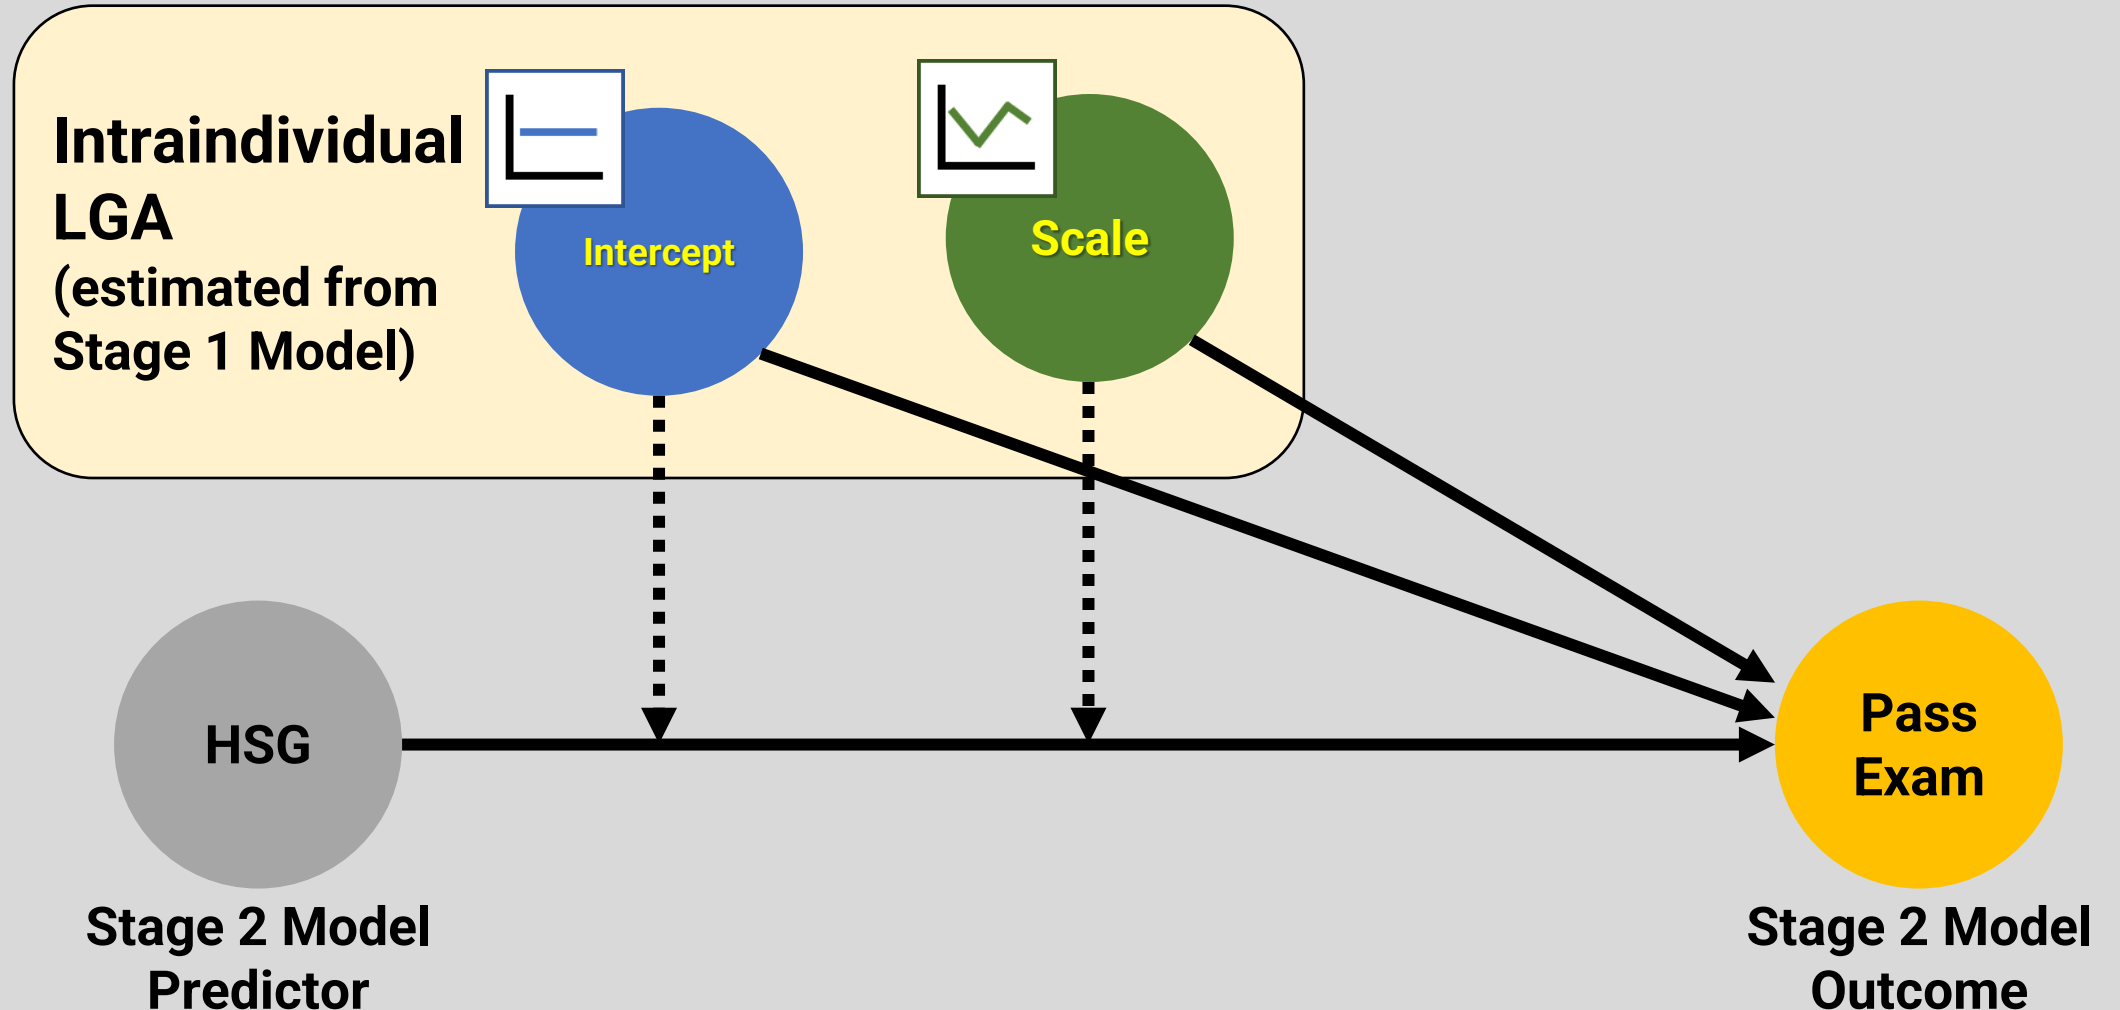 Intraindividual
LGA
(estimated from
Stage 1 Model)
Intercept
Scale
HSG
Pass
Exam
Stage 2 Model
Predictor
Stage 2 Model
Outcome